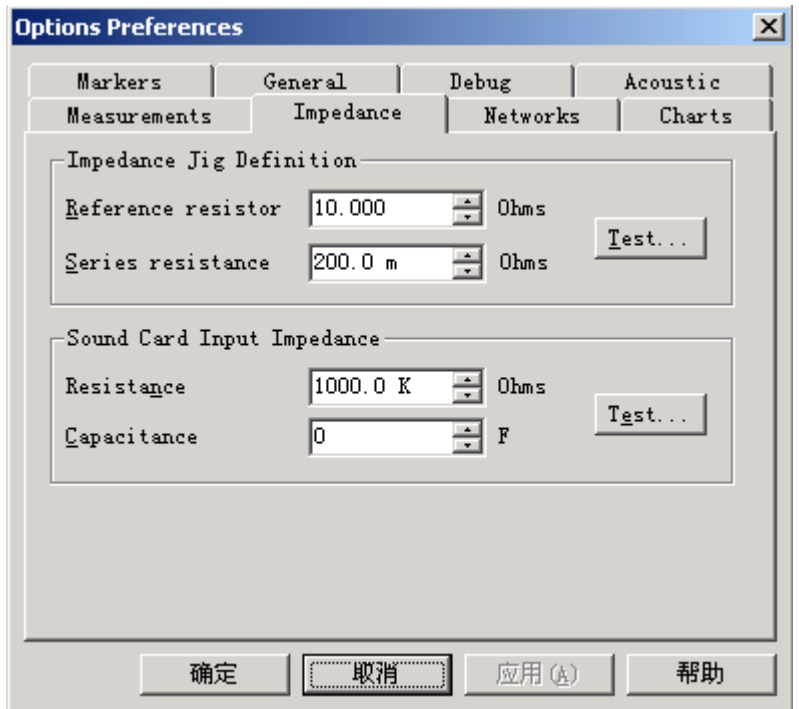 Options Preferences
Markers General Debug Acoustic
Measurements Impedance Networks Charts
Impedance Jig Definition
Reference resistor 10.000 Ohms
Test...
Series resistance 200.0 m Ohms
Sound Card Input Impedance
Resistance 1000.0 K Ohms
Test...
Capacitance 0 F
确定 取消 应用(A) 帮助